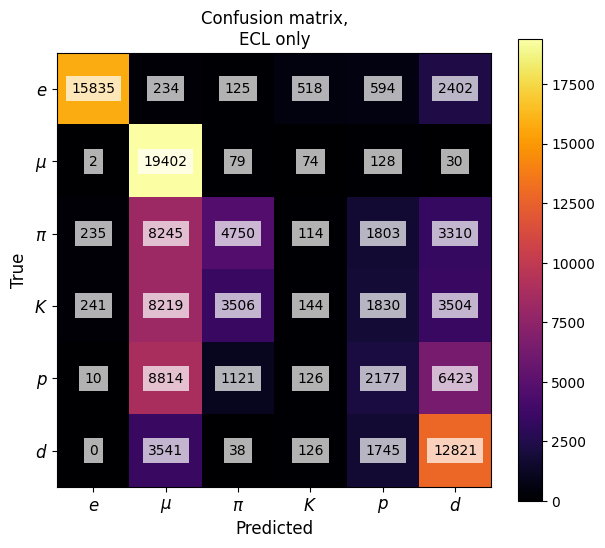 Confusion matrix,
ECL only
e 15835 234 125 518 594 2402
μ 2 19402 79 74 128 30
π 235 8245 4750 114 1803 3310
K 241 8219 3506 144 1830 3504
p 10 8814 1121 126 2177 6423
d 0 3541 38 126 1745 12821
e μ π K p d
Predicted
True
17500
15000
12500
10000
7500
5000
2500
0